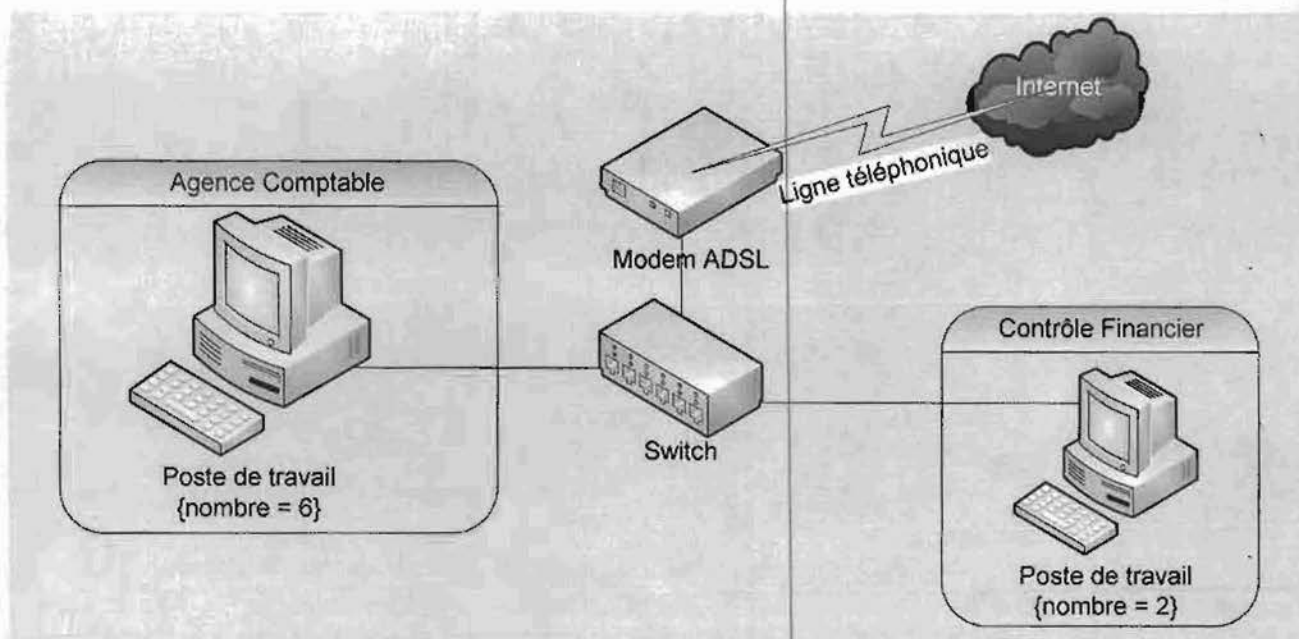 Internet
Ligne téléphonique
Agence Comptable
Modem ADSL
Contrôle Financier
Switch
Poste de travail
{nombre = 6}
Poste de travail
{nombre = 2}